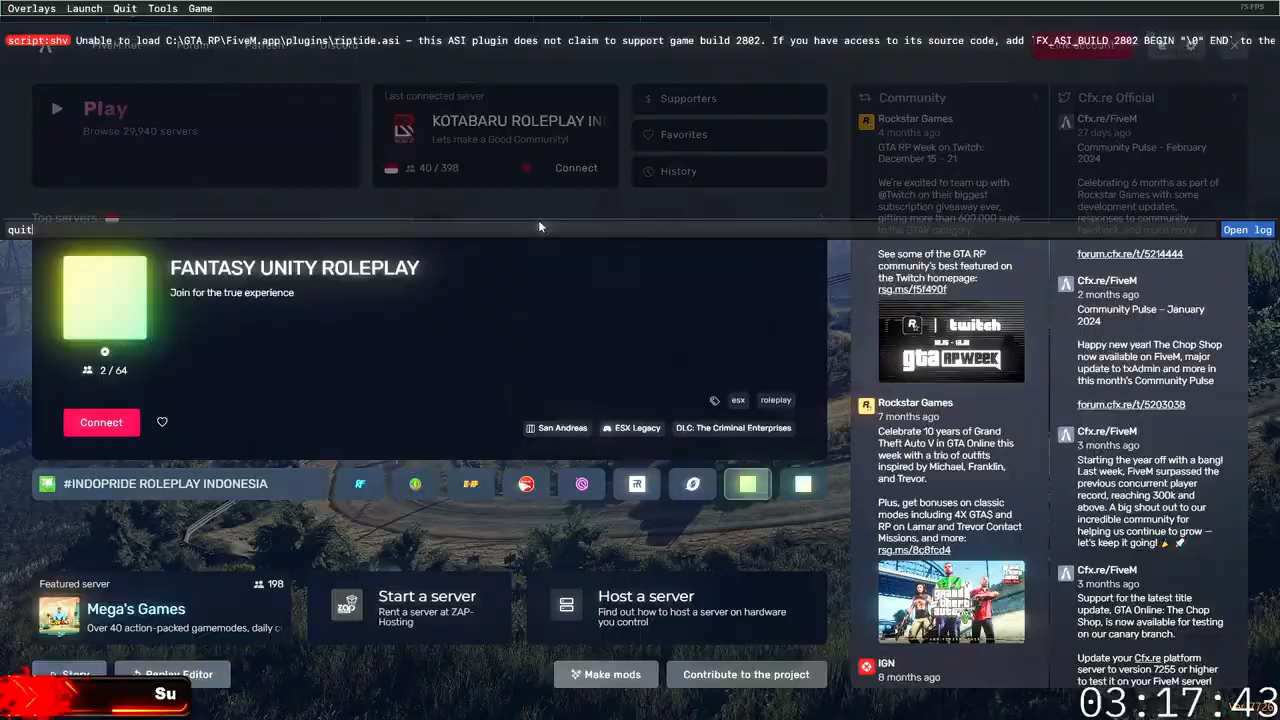 Overlays Launch Quit Tools Game
75 FPS
script:shv Unable to load C:\GTA_RP\FiveM.app\plugins\riptide.asi - this ASI plugin does not claim to support game build 2802. If you have access to its source code, add `FX_ASI_BUILD 2802 BEGIN "\0" END` to the
Play
Browse 29,940 servers
Last connected server
KOTABARU ROLEPLAY IN
Lets make a Good Community!
40 / 398
Connect
Supporters
Favorites
History
Top servers
quit
Open log
FANTASY UNITY ROLEPLAY
Join for the true experience
2 / 64
Connect
esx
roleplay
San Andreas
ESX Legacy
DLC: The Criminal Enterprises
#INDOPRIDE ROLEPLAY INDONESIA
Featured server
198
Mega's Games
Over 40 action-packed gamemodes, daily c
Start a server
Rent a server at ZAP-
Hosting
Host a server
Find out how to host a server on hardware
you control
Story
Replay Editor
Make mods
Contribute to the project
Community
Rockstar Games
4 months ago
GTA RP Week on Twitch:
December 15 - 21
We're excited to team up with
@Twitch on their biggest
subscription giveaway ever,
gifting more than 600,000 subs
to the GTAV category.
See some of the GTA RP
community's best featured on
the Twitch homepage:
rsg.ms/f5f490f
twitch
12.15 - 12.21
gta RP WEEK
Rockstar Games
7 months ago
Celebrate 10 years of Grand
Theft Auto V in GTA Online this
week with a trio of outfits
inspired by Michael, Franklin,
and Trevor.
Plus, get bonuses on classic
modes including 4X GTA$ and
RP on Lamar and Trevor Contact
Missions, and more:
rsg.ms/8c8fcd4
IGN
8 months ago
Cfx.re Official
Cfx.re/FiveM
27 days ago
Community Pulse - February
2024
Celebrating 6 months as part of
Rockstar Games with some
development updates,
responses to community
feedback, and much more!
forum.cfx.re/t/5214444
Cfx.re/FiveM
2 months ago
Community Pulse – January
2024
Happy new year! The Chop Shop
now available on FiveM, major
update to txAdmin and more in
this month's Community Pulse
forum.cfx.re/t/5203038
Cfx.re/FiveM
3 months ago
Starting the year off with a bang!
Last week, FiveM surpassed the
previous concurrent player
record, reaching 300k and
above. A big shout out to our
incredible community for
helping us continue to grow —
let's keep it going!
Cfx.re/FiveM
3 months ago
Support for the latest title
update, GTA Online: The Chop
Shop, is now available for testing
on our canary branch.
Update your Cfx.re platform
server to version 7255 or higher
to test it on your FiveM server!
Su
03:17:43